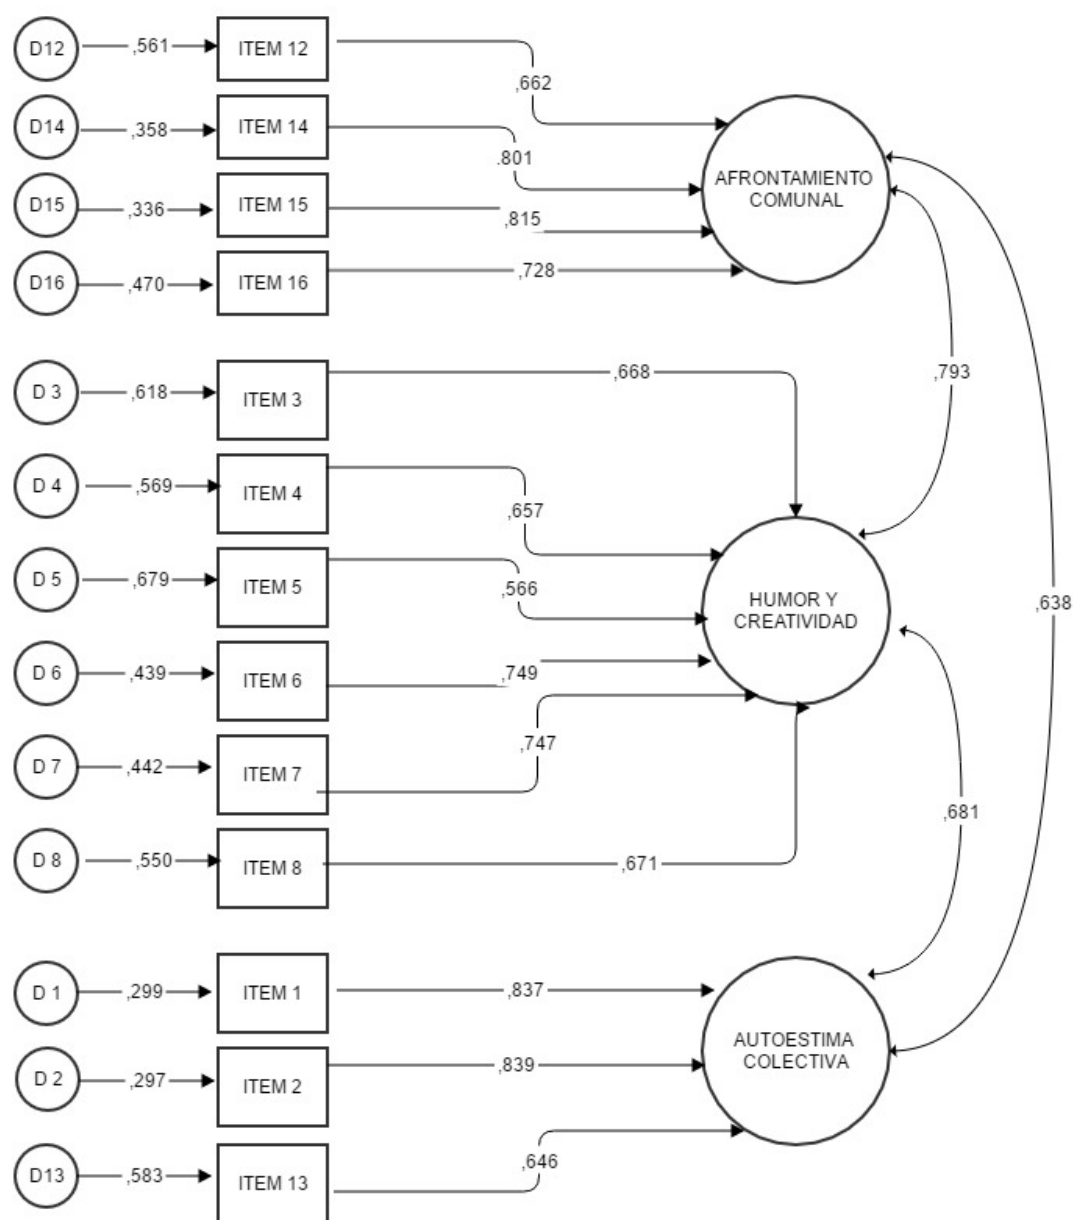 D12
,561
ITEM 12
,662
D14
,358
ITEM 14
.801
D15
,336
ITEM 15
,815
D16
,470
ITEM 16
,728
AFRONTAMIENTO
COMUNAL
,793
,638
D 3
,618
ITEM 3
,668
D 4
,569
ITEM 4
,657
D 5
,679
ITEM 5
,566
D 6
,439
ITEM 6
,749
D 7
,442
ITEM 7
,747
D 8
,550
ITEM 8
,671
HUMOR Y
CREATIVIDAD
,681
D 1
,299
ITEM 1
,837
D 2
,297
ITEM 2
,839
D13
,583
ITEM 13
,646
AUTOESTIMA
COLECTIVA